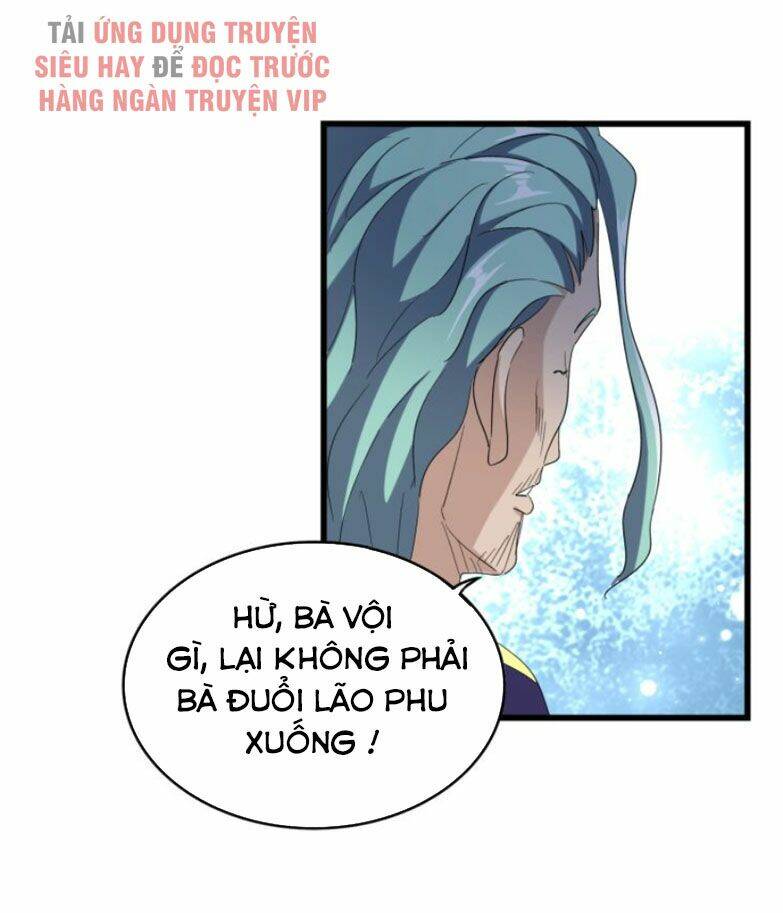 TẢI ỨNG DỤNG TRUYỆN
SIÊU HAY ĐỂ ĐỌC TRƯỚC
HÀNG NGÀN TRUYỆN VIP
HỪ, BÀ VỘI
GÌ, LẠI KHÔNG PHẢI
BÀ ĐUỔI LÃO PHU
XUỐNG !